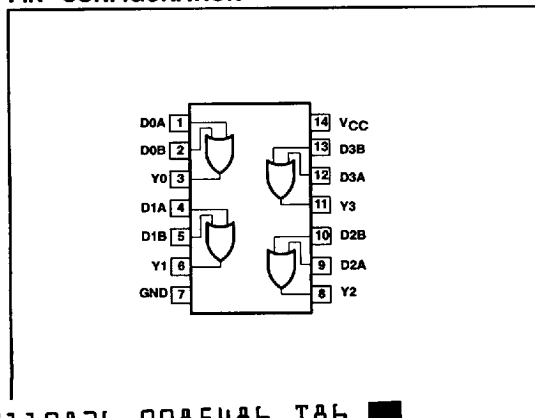 PIN CONFIGURATION
D0A 1
14 VCC
D0B 2
13 D3B
12 D3A
Y0 3
D1A 4
11 Y3
D1B 5
10 D2B
Y1 6
9 D2A
GND 7
8 Y2